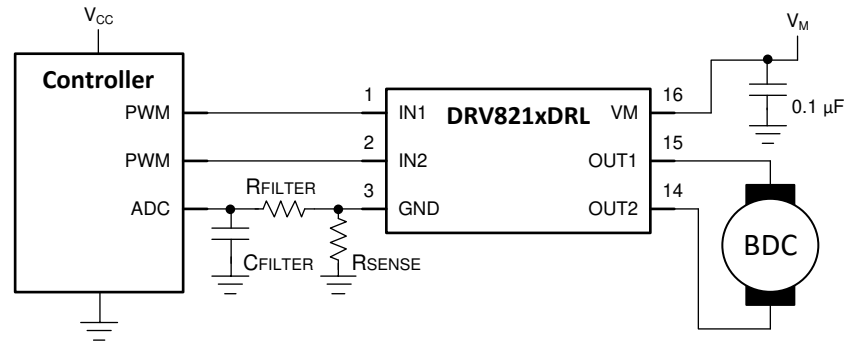 VCC
VM
Controller
PWM
1
IN1
DRV821xDRL
VM
16
0.1 µF
PWM
2
IN2
OUT1
15
ADC
RFILTER
3
GND
OUT2
14
CFILTER
RSENSE
BDC